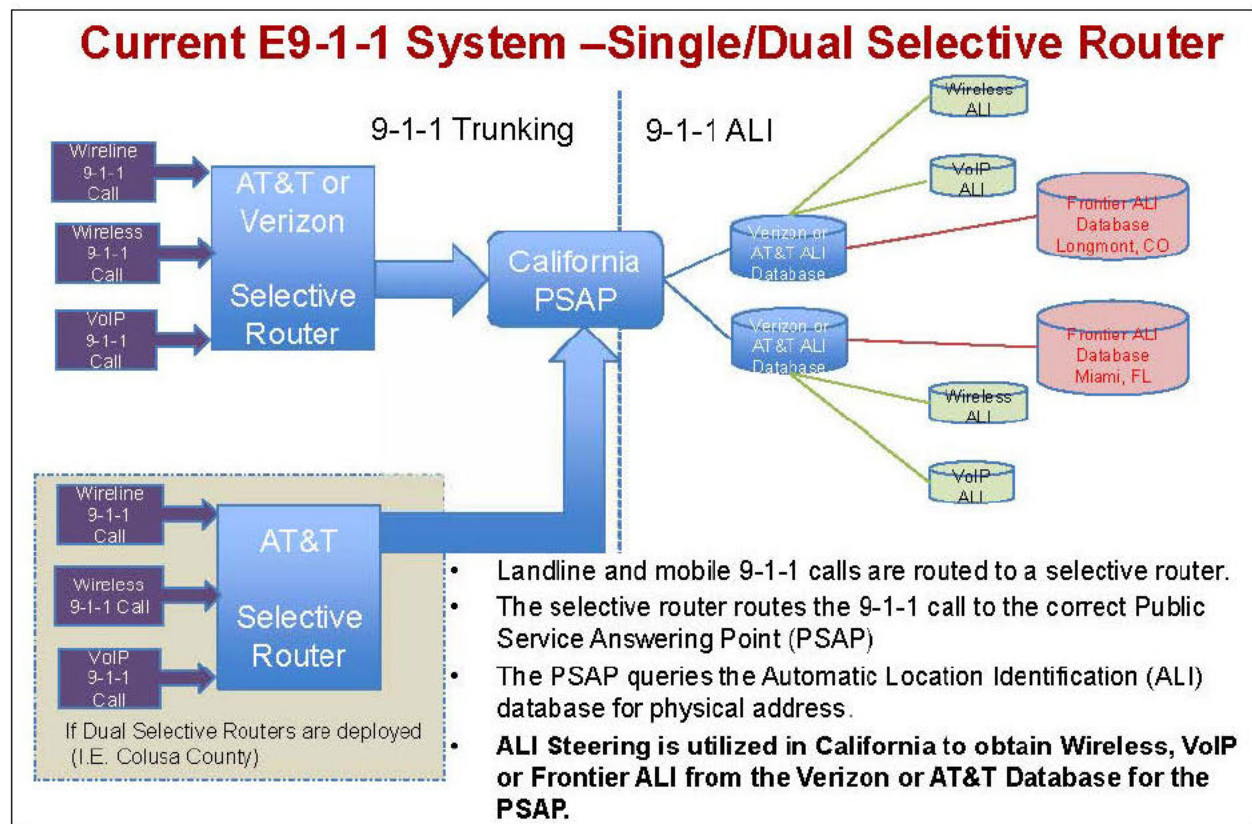 Current E9-1-1 System –Single/Dual Selective Router
9-1-1 Trunking
9-1-1 ALI
Wireline
9-1-1
Call
Wireless
9-1-1
Call
VoIP
9-1-1
Call
AT&T or
Verizon
Selective
Router
California
PSAP
Wireless
ALI
VoIP
ALI
Verizon or
AT&T ALI
Database
Frontier ALI
Database
Longmont, CO
Verizon or
AT&T ALI
Database
Frontier ALI
Database
Miami, FL
Wireless
ALI
VoIP
ALI
Wireline
9-1-1
Call
Wireless
9-1-1 Call
VoIP
9-1-1
Call
AT&T
Selective
Router
If Dual Selective Routers are deployed
(I.E. Colusa County)
• Landline and mobile 9-1-1 calls are routed to a selective router.
• The selective router routes the 9-1-1 call to the correct Public
Service Answering Point (PSAP)
• The PSAP queries the Automatic Location Identification (ALI)
database for physical address.
• ALI Steering is utilized in California to obtain Wireless, VoIP
or Frontier ALI from the Verizon or AT&T Database for the
PSAP.